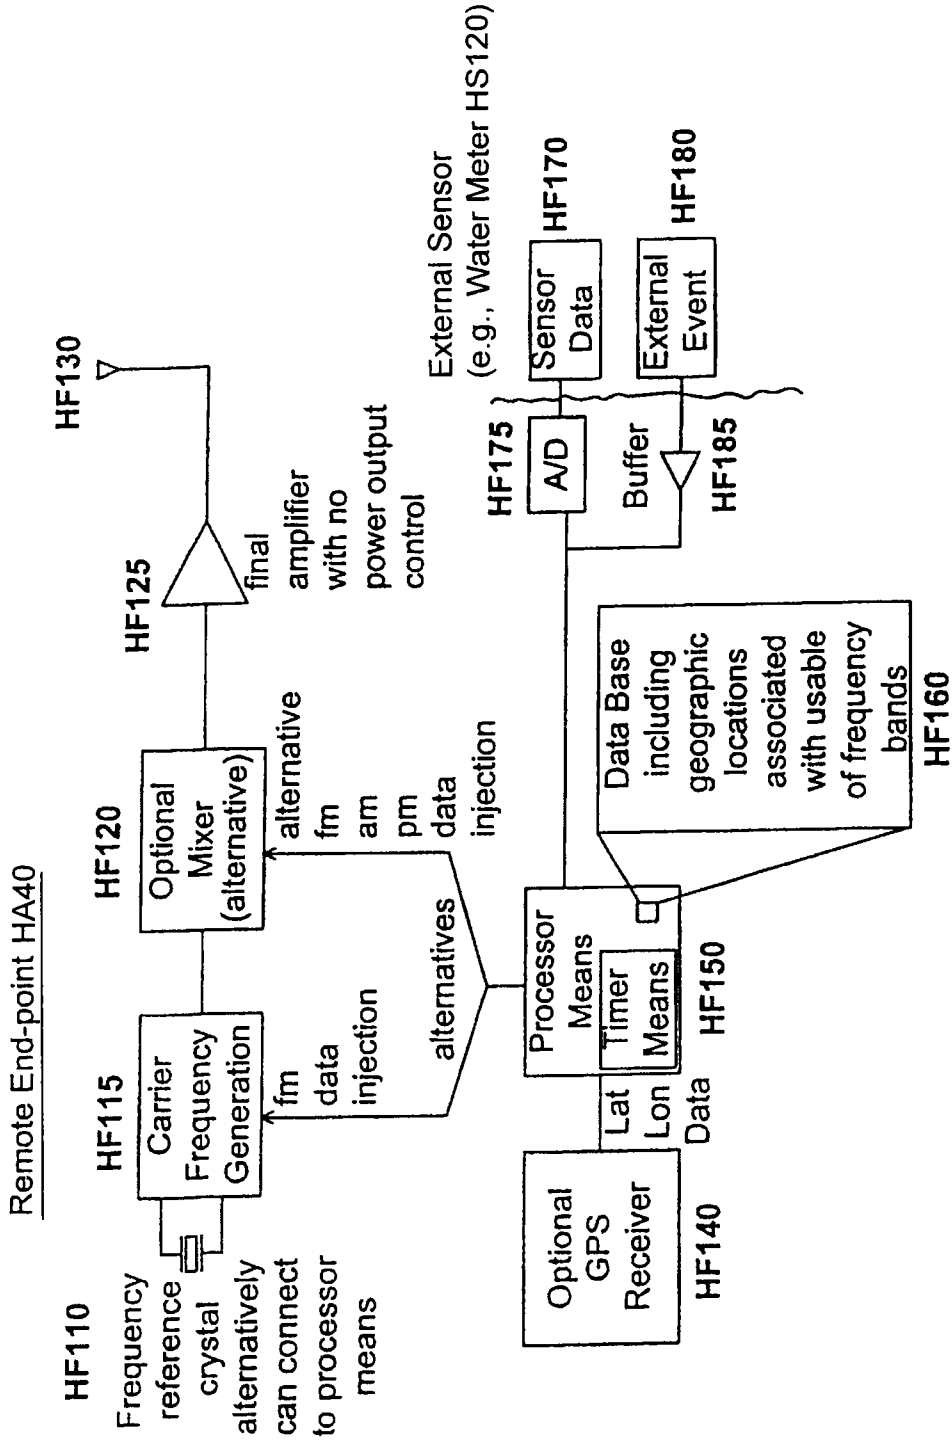 Remote End-point HA40
HF110
Frequency
reference
crystal
alternatively
can connect
to processor
means
HF115
Carrier
Frequency
Generation
fm
data
injection
HF120
Optional
Mixer
(alternative)
alternative
fm
am
pm
data
injection
alternatives
HF125
final
amplifier
with no
power output
control
HF130
Optional
GPS
Receiver
HF140
Lat
Lon
Data
Processor
Means
Timer
Means
HF150
Data Base
including
geographic
locations
associated
with usable
of frequency
bands
HF160
External Sensor
(e.g., Water Meter HS120)
HF175
A/D
Sensor
Data
HF170
Buffer
HF185
External
Event
HF180